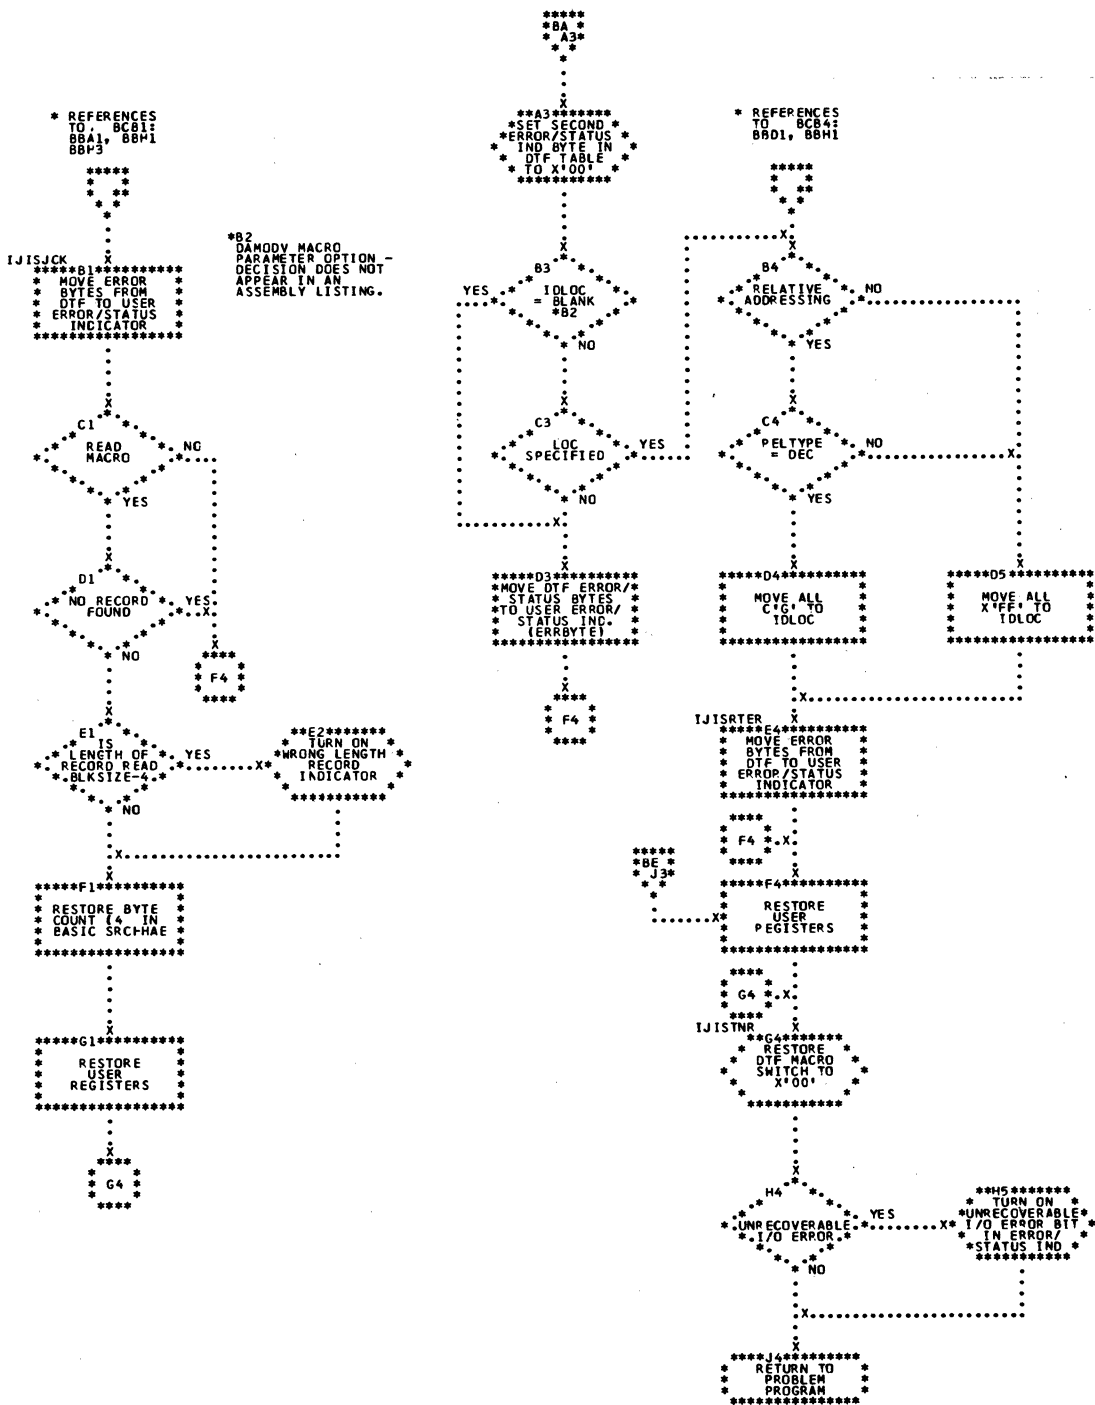 BA
A3
* REFERENCES
TO. BCB1:
BBA1, BBH1
BBH3
A3
SET SECOND
ERROR/STATUS
IND BYTE IN
DTF TABLE
TO X'00'
* REFERENCES
TO BCB4:
BBD1, BBH1
*B2
DAMODV MACRO
PARAMETER OPTION -
DECISION DOES NOT
APPEAR IN AN
ASSEMBLY LISTING.
IJISJCK
B1
MOVE ERROR
BYTES FROM
DTF TO USER
ERROR/STATUS
INDICATOR
B3
IDLOC
= BLANK
*B2
YES
NO
B4
RELATIVE
ADDRESSING
NO
YES
C1
READ
MACRO
NO
YES
C3
LOC
SPECIFIED
YES
NO
C4
PELTYPE
= DEC
NO
YES
D1
NO RECORD
FOUND
YES
NO
F4
D3
MOVE DTF ERROR/
STATUS BYTES
TO USER ERROR/
STATUS IND.
(ERRBYTE)
F4
D4
MOVE ALL
C'G' TO
IDLOC
D5
MOVE ALL
X'FF' TO
IDLOC
E1
IS
LENGTH OF
RECORD READ
BLKSIZE-4
YES
NO
E2
TURN ON
WRONG LENGTH
RECORD
INDICATOR
IJISRTER
E4
MOVE ERROR
BYTES FROM
DTF TO USER
ERROR/STATUS
INDICATOR
F4
BE
J3
F1
RESTORE BYTE
COUNT (4 IN
BASIC SRCHHAE
F4
RESTORE
USER
PEGISTERS
G4
IJISTNR
G1
RESTORE
USER
REGISTERS
G4
G4
RESTORE
DTF MACRO
SWITCH TO
X'00'
H4
UNRECOVERABLE
I/O ERROR
YES
NO
H5
TURN ON
UNRECOVERABLE
I/O ERROR BIT
IN ERROR/
STATUS IND
J4
RETURN TO
PROBLEM
PROGRAM